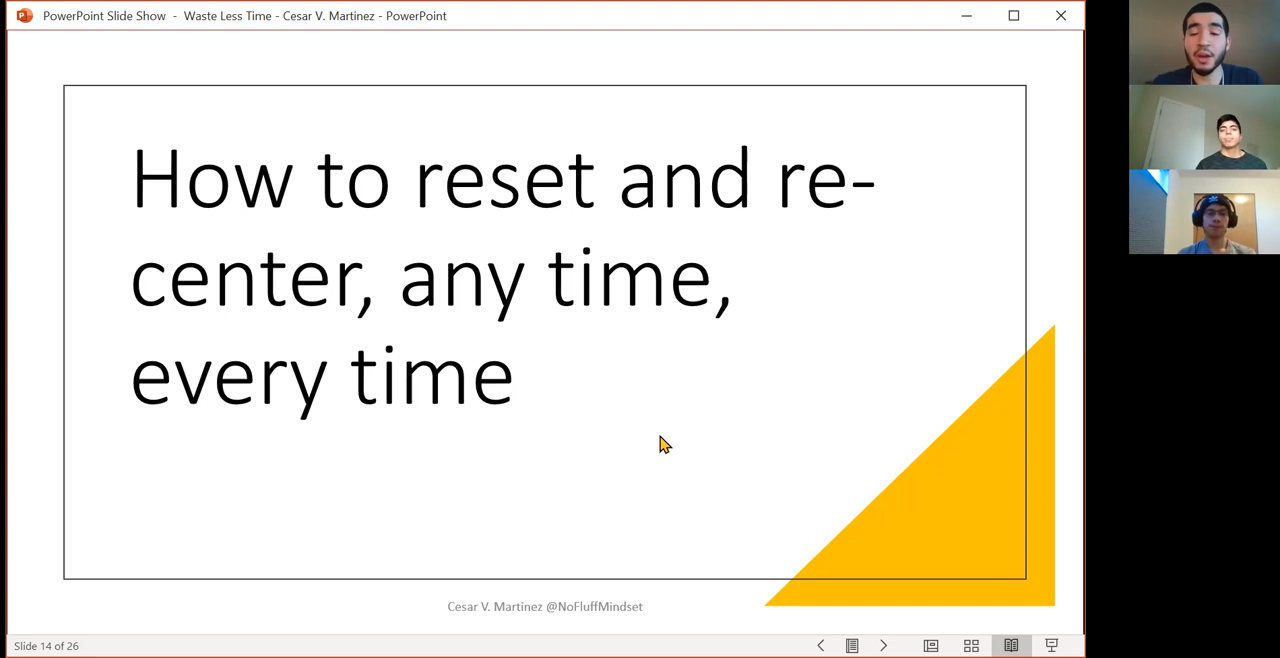 PowerPoint Slide Show - Waste Less Time - Cesar V. Martinez - PowerPoint
How to reset and re-
center, any time,
every time
Cesar V. Martinez @NoFluffMindset
Slide 14 of 26